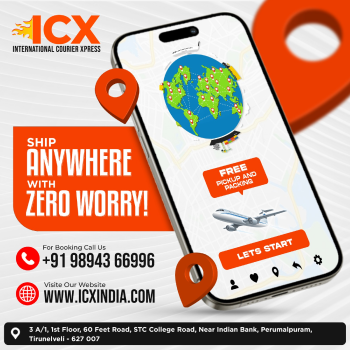 ICX
INTERNATIONAL COURIER XPRESS
SHIP
ANYWHERE
WITH
ZERO WORRY!
FREE
PICKUP AND
PACKING
LETS START
For Booking Call Us
+91 98943 66996
Visit Our Website
WWW.ICXINDIA.COM
3 A/1, 1st Floor, 60 Feet Road, STC College Road, Near Indian Bank, Perumalpuram,
Tirunelveli - 627 007